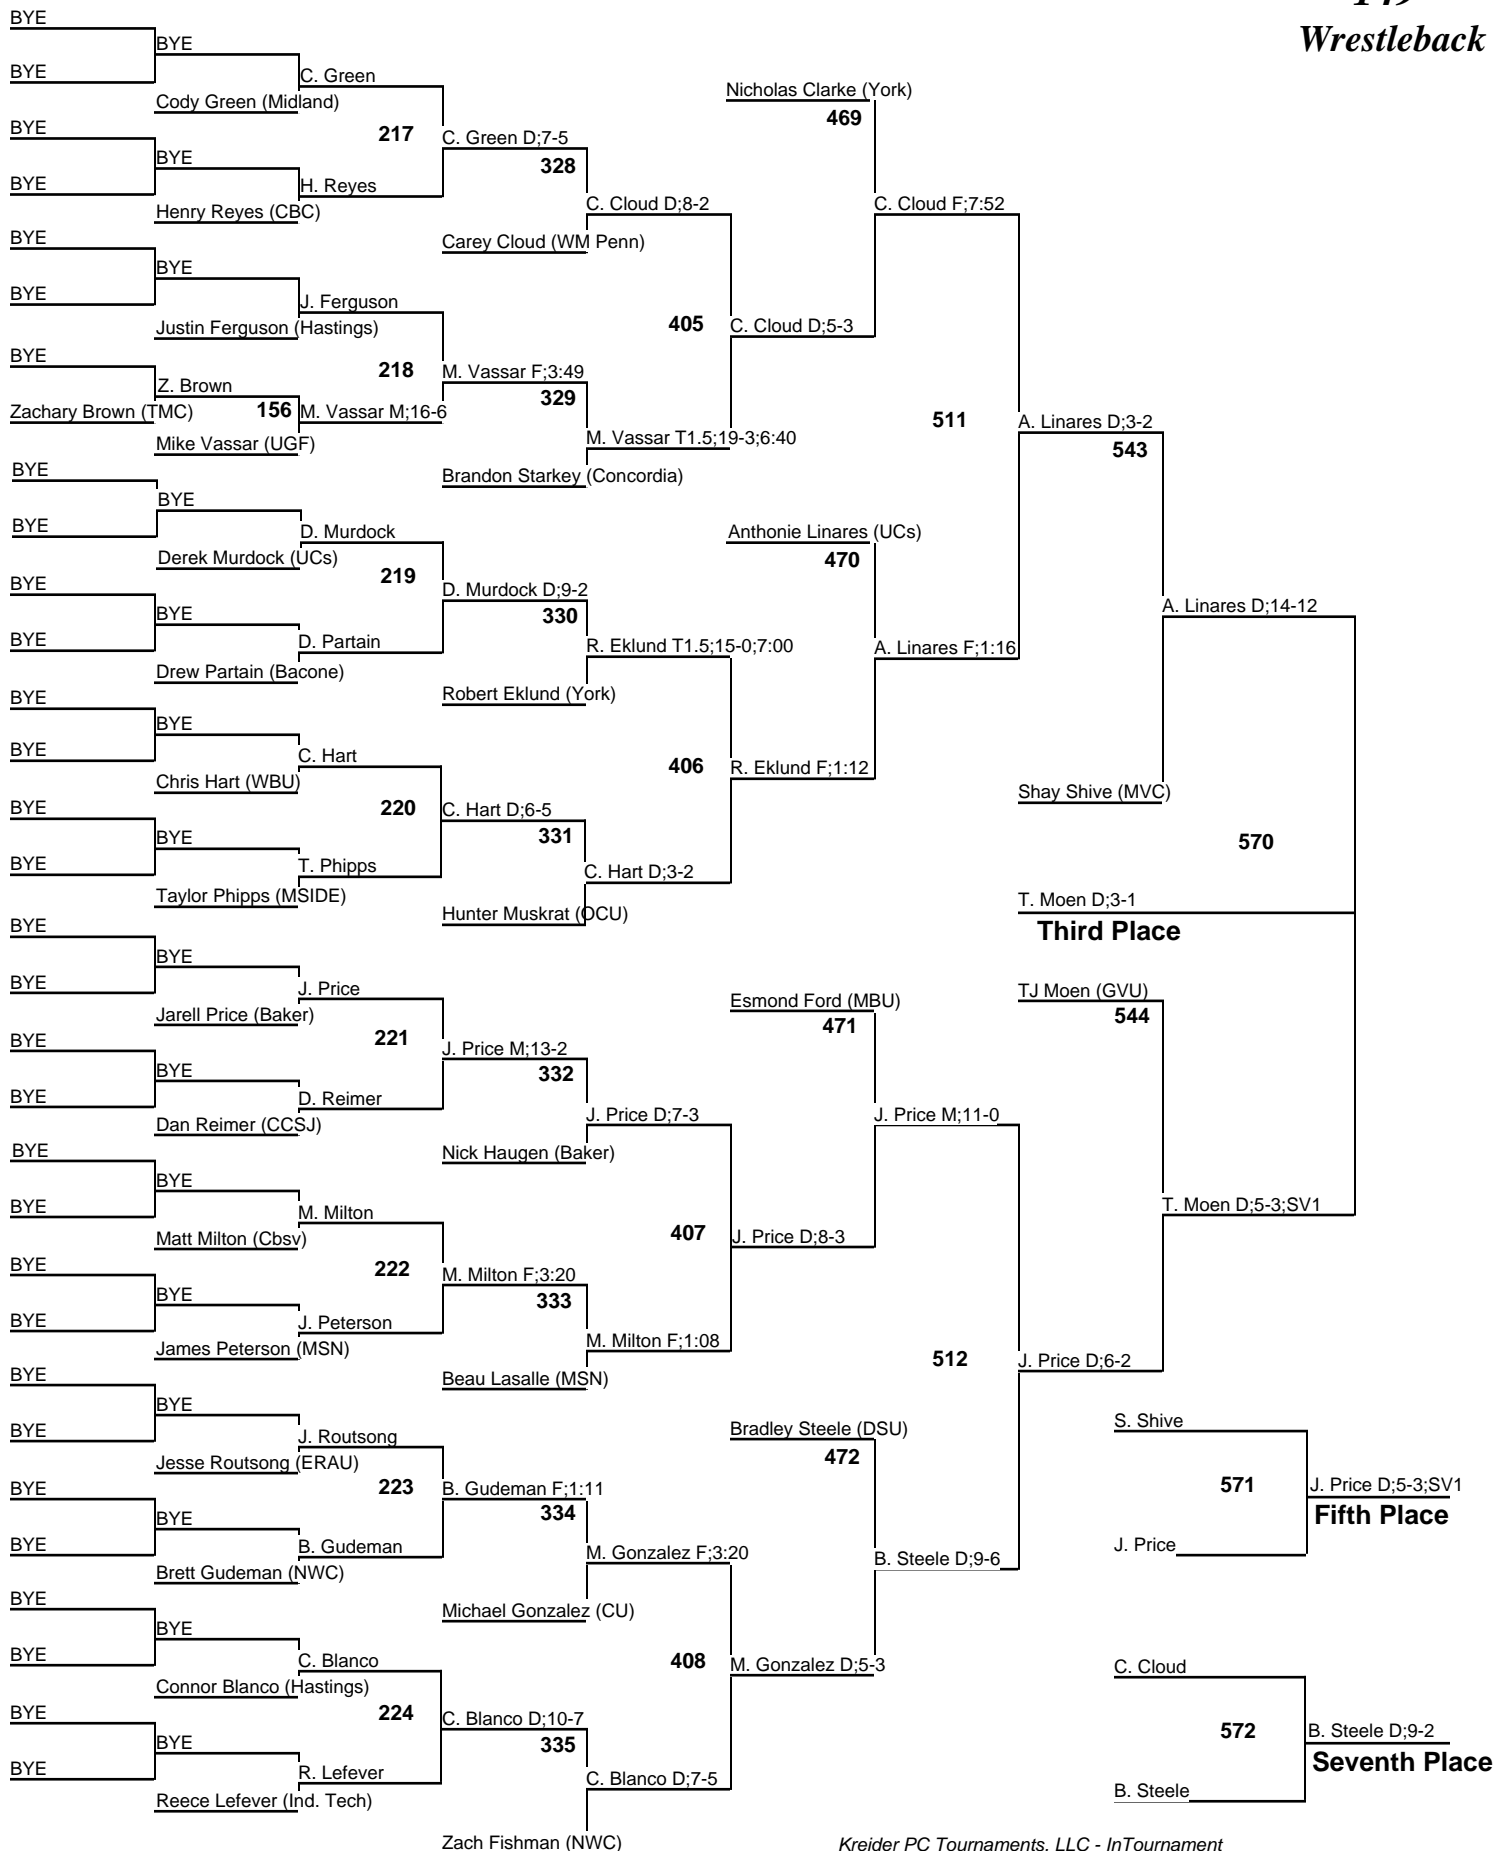 Wrestleback
BYE
BYE
BYE
C. Green
Cody Green (Midland)
Nicholas Clarke (York)
469
BYE
217
C. Green D;7-5
BYE
328
BYE
H. Reyes
Henry Reyes (CBC)
C. Cloud D;8-2
C. Cloud F;7:52
BYE
Carey Cloud (WM Penn)
BYE
BYE
J. Ferguson
Justin Ferguson (Hastings)
405
C. Cloud D;5-3
BYE
218
M. Vassar F;3:49
Z. Brown
329
Zachary Brown (TMC)
156
M. Vassar M;16-6
511
A. Linares D;3-2
Mike Vassar (UGF)
M. Vassar T1.5;19-3;6:40
543
BYE
Brandon Starkey (Concordia)
BYE
BYE
D. Murdock
Anthonie Linares (UCs)
Derek Murdock (UCs)
470
BYE
219
D. Murdock D;9-2
BYE
330
A. Linares D;14-12
BYE
D. Partain
R. Eklund T1.5;15-0;7:00
A. Linares F;1:16
Drew Partain (Bacone)
Robert Eklund (York)
BYE
BYE
BYE
C. Hart
406
R. Eklund F;1:12
Chris Hart (WBU)
Shay Shive (MVC)
BYE
220
C. Hart D;6-5
BYE
331
570
BYE
T. Phipps
C. Hart D;3-2
Taylor Phipps (MSIDE)
T. Moen D;3-1
Hunter Muskrat (OCU)
BYE
Third Place
BYE
BYE
J. Price
TJ Moen (GVU)
Jarell Price (Baker)
Esmond Ford (MBU)
544
471
BYE
221
J. Price M;13-2
BYE
332
BYE
D. Reimer
Dan Reimer (CCSJ)
J. Price D;7-3
J. Price M;11-0
BYE
Nick Haugen (Baker)
BYE
BYE
M. Milton
T. Moen D;5-3;SV1
Matt Milton (Cbsv)
407
J. Price D;8-3
BYE
222
M. Milton F;3:20
BYE
333
BYE
J. Peterson
James Peterson (MSN)
M. Milton F;1:08
512
J. Price D;6-2
BYE
Beau Lasalle (MSN)
BYE
BYE
J. Routsong
Bradley Steele (DSU)
S. Shive
Jesse Routsong (ERAU)
472
BYE
223
B. Gudeman F;1:11
571
J. Price D;5-3;SV1
BYE
334
Fifth Place
BYE
B. Gudeman
M. Gonzalez F;3:20
B. Steele D;9-6
J. Price
Brett Gudeman (NWC)
BYE
Michael Gonzalez (CU)
BYE
BYE
C. Blanco
408
M. Gonzalez D;5-3
C. Cloud
Connor Blanco (Hastings)
BYE
224
C. Blanco D;10-7
572
B. Steele D;9-2
BYE
335
Seventh Place
BYE
R. Lefever
C. Blanco D;7-5
B. Steele
Reece Lefever (Ind. Tech)
Zach Fishman (NWC)
Kreider PC Tournaments, LLC - InTournament